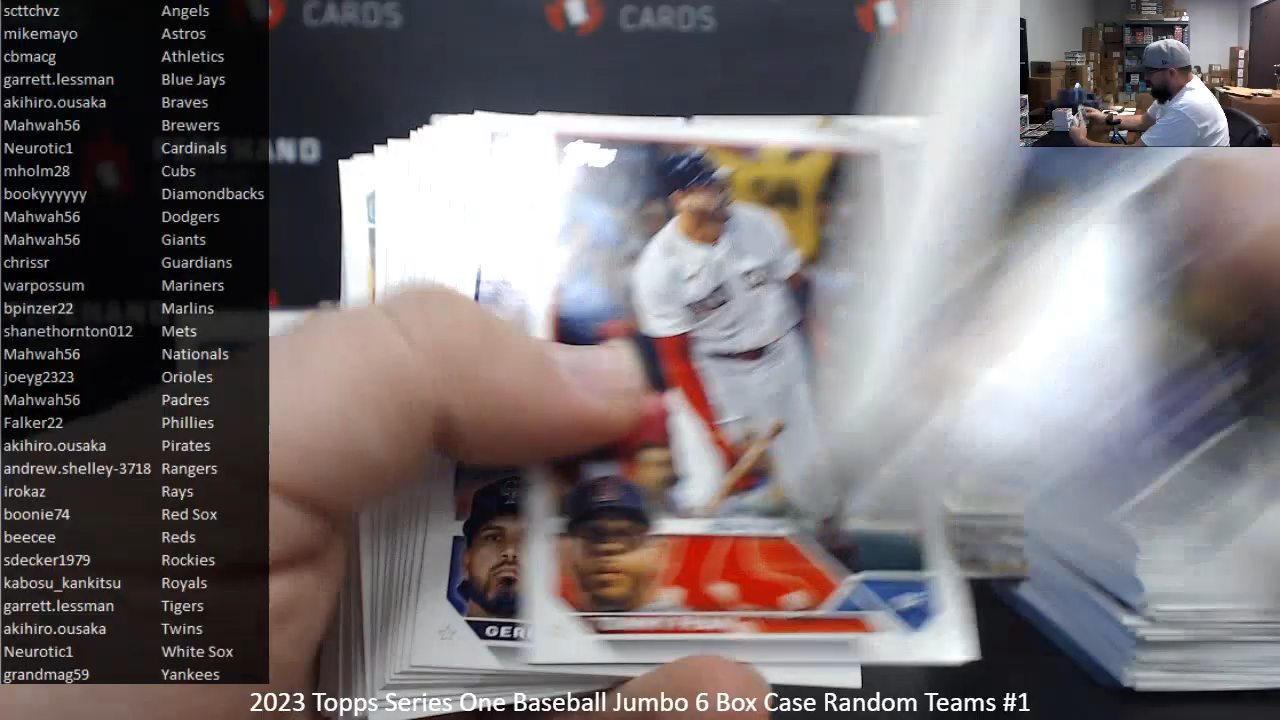 scttchvz Angels
mikemayo Astros
cbmacg Athletics
garrett.lessman Blue Jays
akihiro.ousaka Braves
Mahwah56 Brewers
Neurotic1 Cardinals
mholm28 Cubs
bookyyyyyy Diamondbacks
Mahwah56 Dodgers
Mahwah56 Giants
chrissr Guardians
warpossum Mariners
bpinzer22 Marlins
shanethornton012 Mets
Mahwah56 Nationals
joeyg2323 Orioles
Mahwah56 Padres
Falker22 Phillies
akihiro.ousaka Pirates
andrew.shelley-3718 Rangers
irokaz Rays
boonie74 Red Sox
beecee Reds
sdecker1979 Rockies
kabosu_kankitsu Royals
garrett.lessman Tigers
akihiro.ousaka Twins
Neurotic1 White Sox
grandmag59 Yankees
CARDS
CARDS
GER
2023 Topps Series One Baseball Jumbo 6 Box Case Random Teams #1